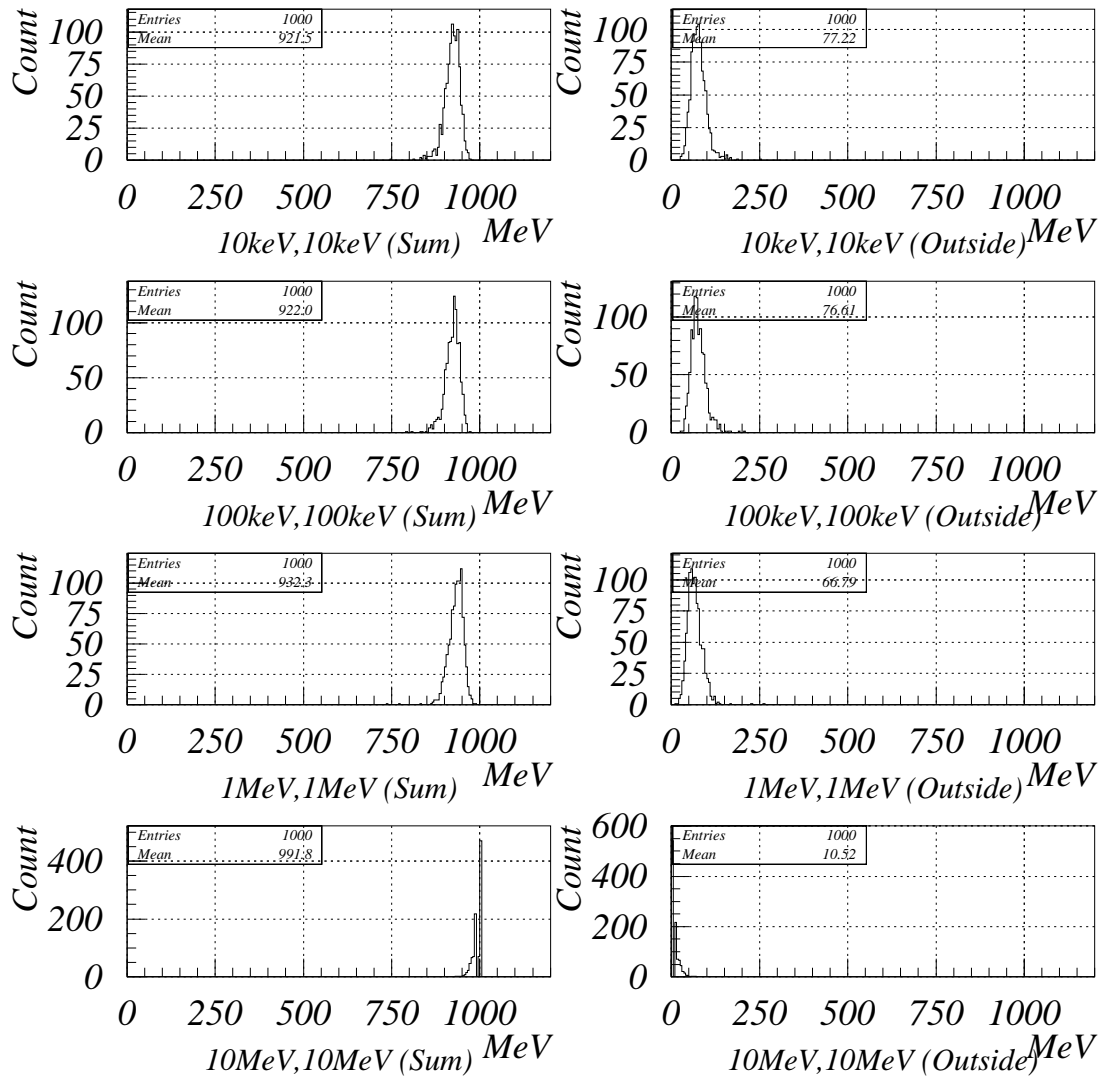 Entries 1000
Mean 921.5
Count
100
75
50
25
0
0 250 500 750 1000
MeV
10keV,10keV (Sum)
Entries 1000
Mean 77.22
Count
100
75
50
25
0
0 250 500 750 1000
MeV
10keV,10keV (Outside)
Entries 1000
Mean 922.0
Count
100
50
0
0 250 500 750 1000
MeV
100keV,100keV (Sum)
Entries 1000
Mean 76.61
Count
100
50
0
0 250 500 750 1000
MeV
100keV,100keV (Outside)
Entries 1000
Mean 932.3
Count
100
75
50
25
0
0 250 500 750 1000
MeV
1MeV,1MeV (Sum)
Entries 1000
Mean 66.79
Count
100
75
50
25
0
0 250 500 750 1000
MeV
1MeV,1MeV (Outside)
Entries 1000
Mean 991.8
Count
400
200
0
0 250 500 750 1000
MeV
10MeV,10MeV (Sum)
Entries 1000
Mean 10.52
Count
600
400
200
0
0 250 500 750 1000
MeV
10MeV,10MeV (Outside)